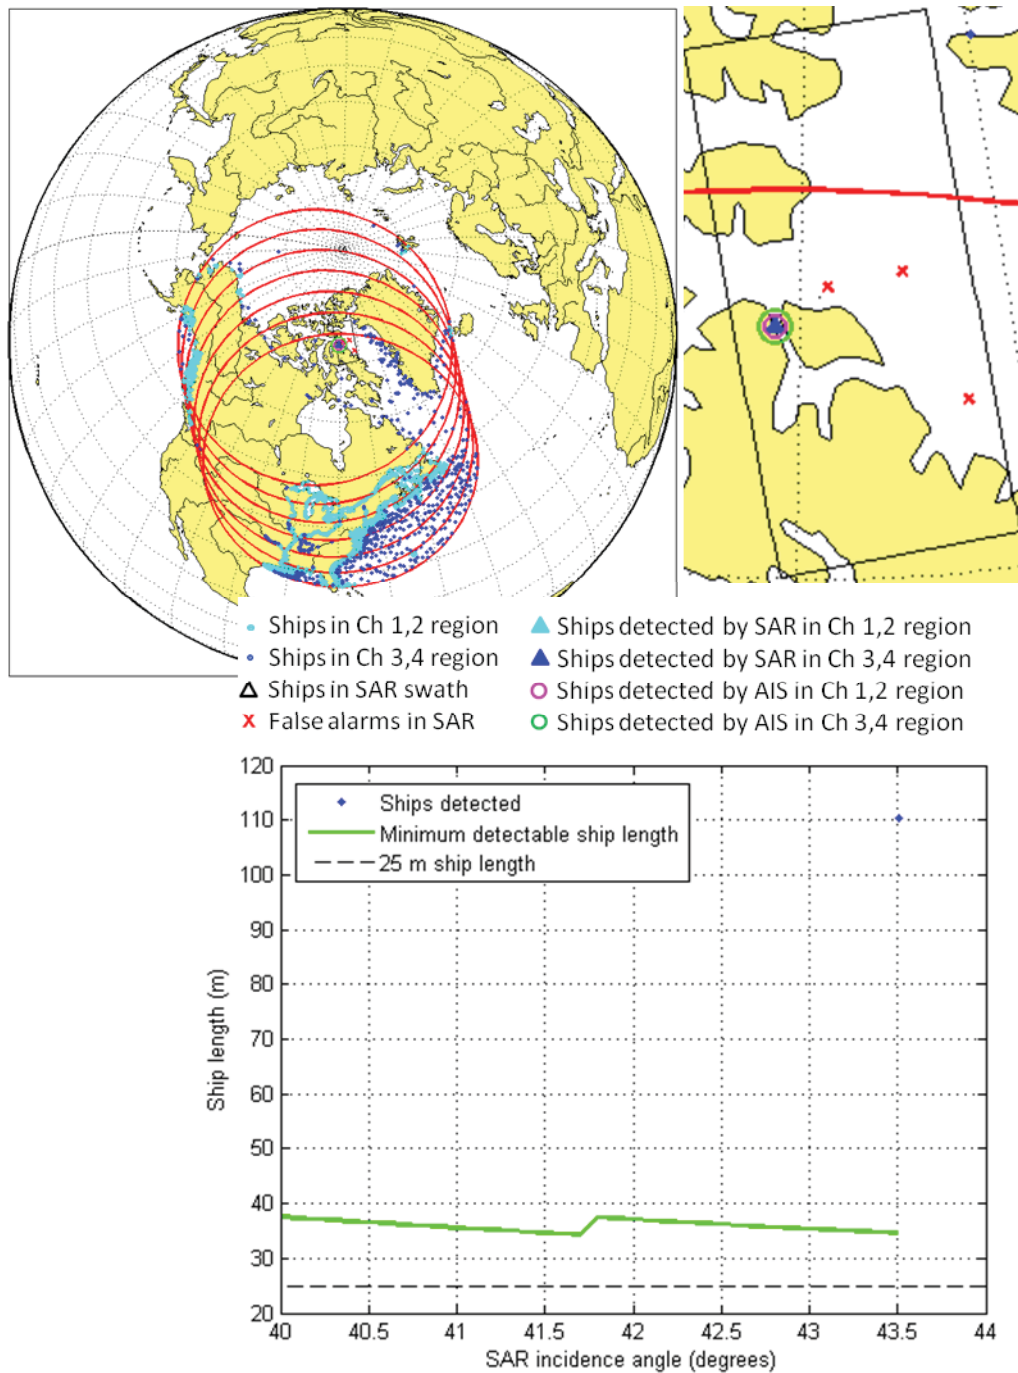 Ships in Ch 1,2 region
Ships in Ch 3,4 region
Ships in SAR swath
False alarms in SAR
Ships detected by SAR in Ch 1,2 region
Ships detected by SAR in Ch 3,4 region
Ships detected by AIS in Ch 1,2 region
Ships detected by AIS in Ch 3,4 region
120
110
100
90
80
70
60
50
40
30
20
Ship length (m)
Ships detected
Minimum detectable ship length
25 m ship length
40 40.5 41 41.5 42 42.5 43 43.5 44
SAR incidence angle (degrees)